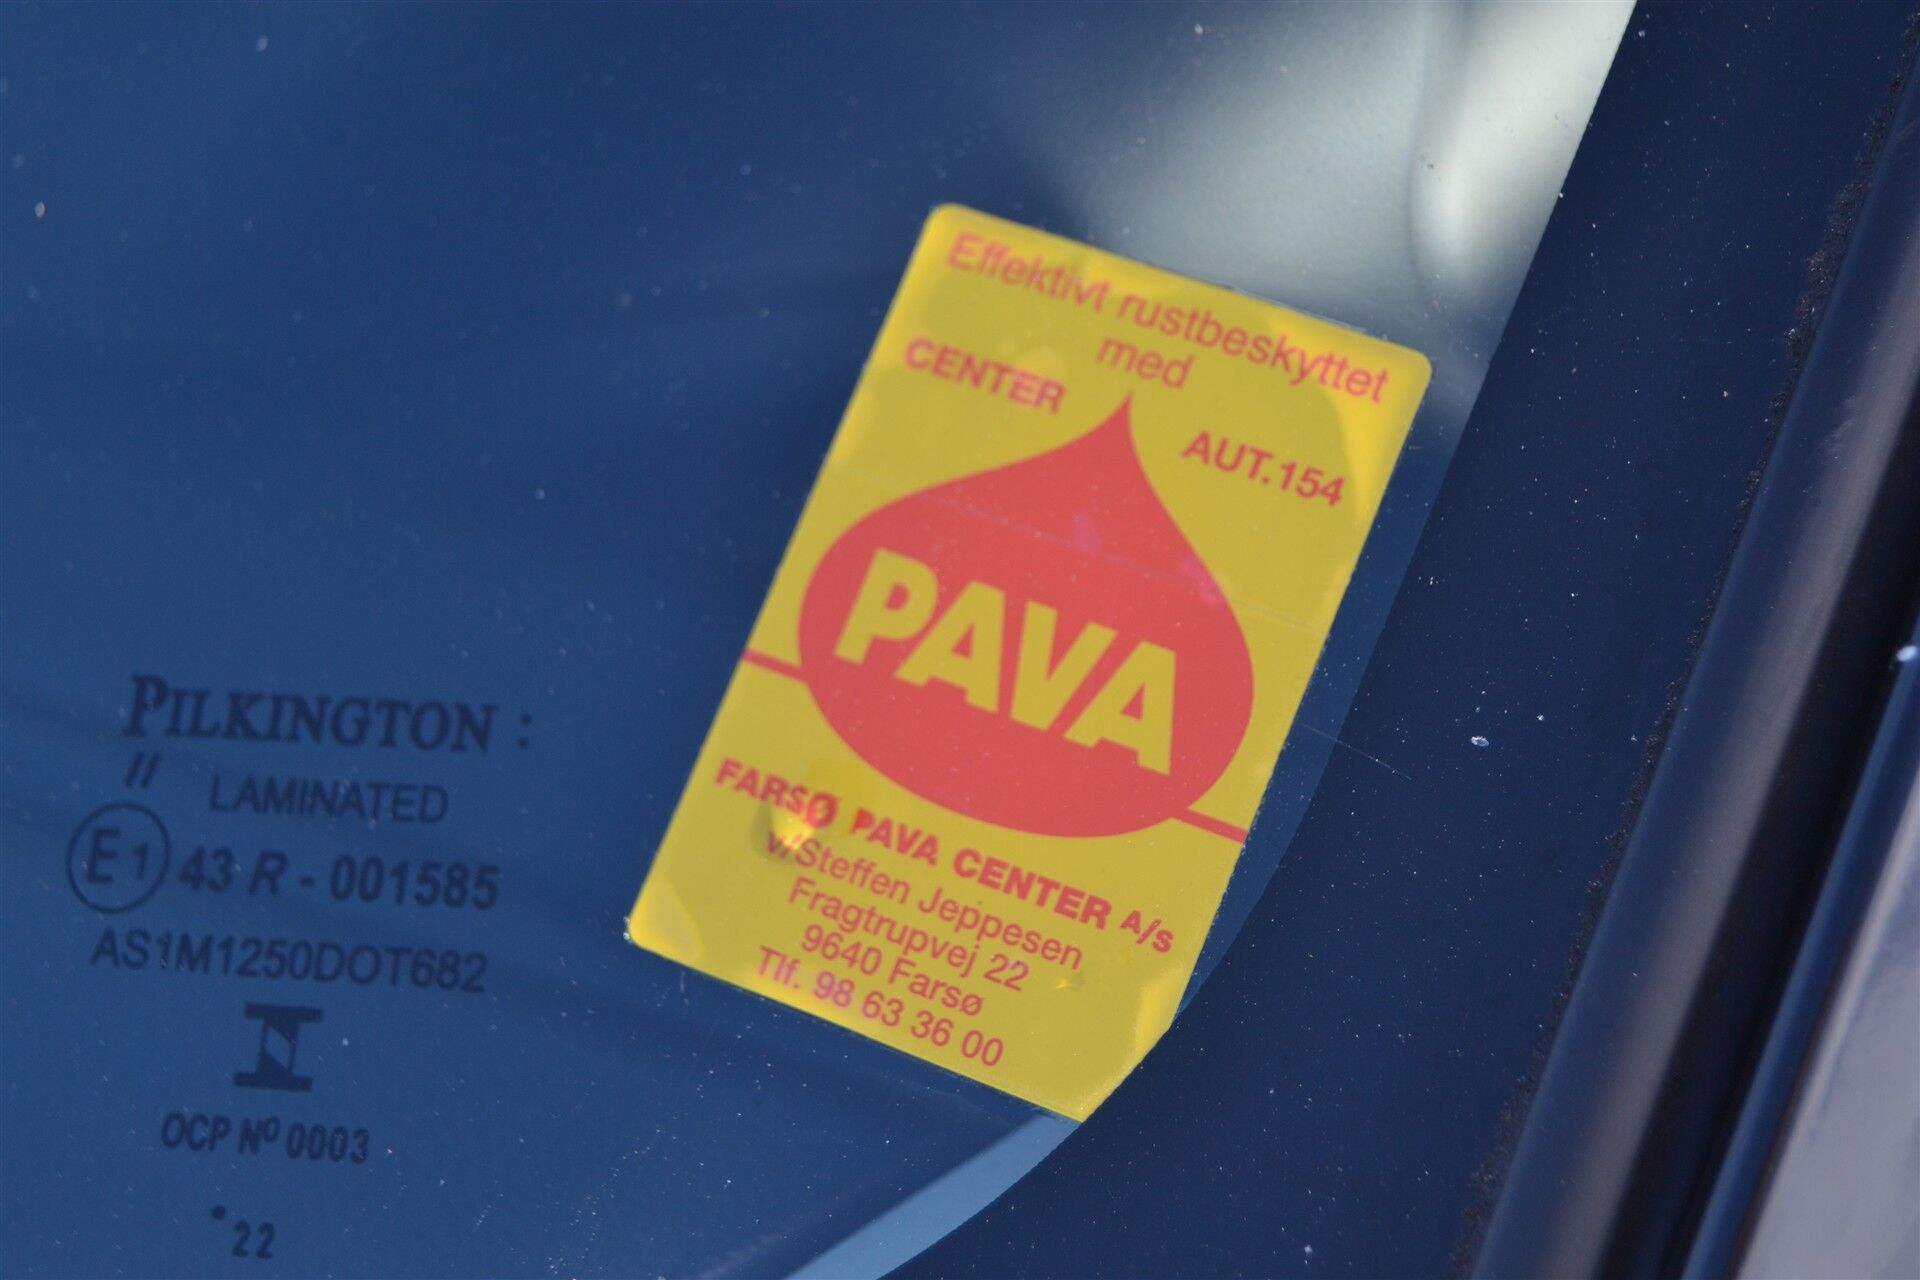 Effektivt rustbeskyttet
med
CENTER
AUT.154
PAVA
FARSØ PAVA CENTER A/S
v/Steffen Jeppesen
Fragtrupvej 22
9640 Farsø
Tlf. 98 63 36 00
PILKINGTON :
// LAMINATED
E1 43 R - 001585
AS1M1250DOT682
OCP Nº 0003
•22